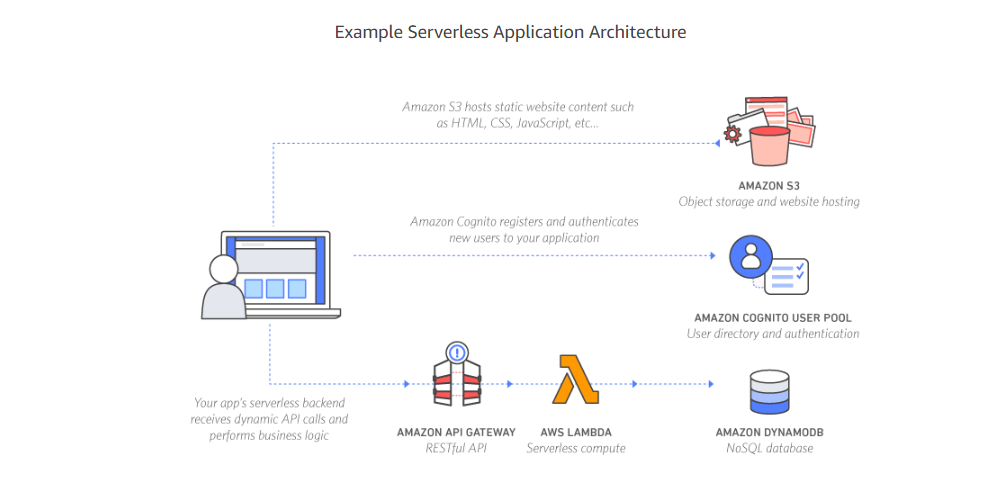 Example Serverless Application Architecture
Amazon S3 hosts static website content such
as HTML, CSS, JavaScript, etc...
AMAZON S3
Object storage and website hosting
Amazon Cognito registers and authenticates
new users to your application
AMAZON COGNITO USER POOL
User directory and authentication
Your app's serverless backend
receives dynamic API calls and
performs business logic
AMAZON API GATEWAY
RESTful API
AWS LAMBDA
Serverless compute
AMAZON DYNAMODB
NoSQL database